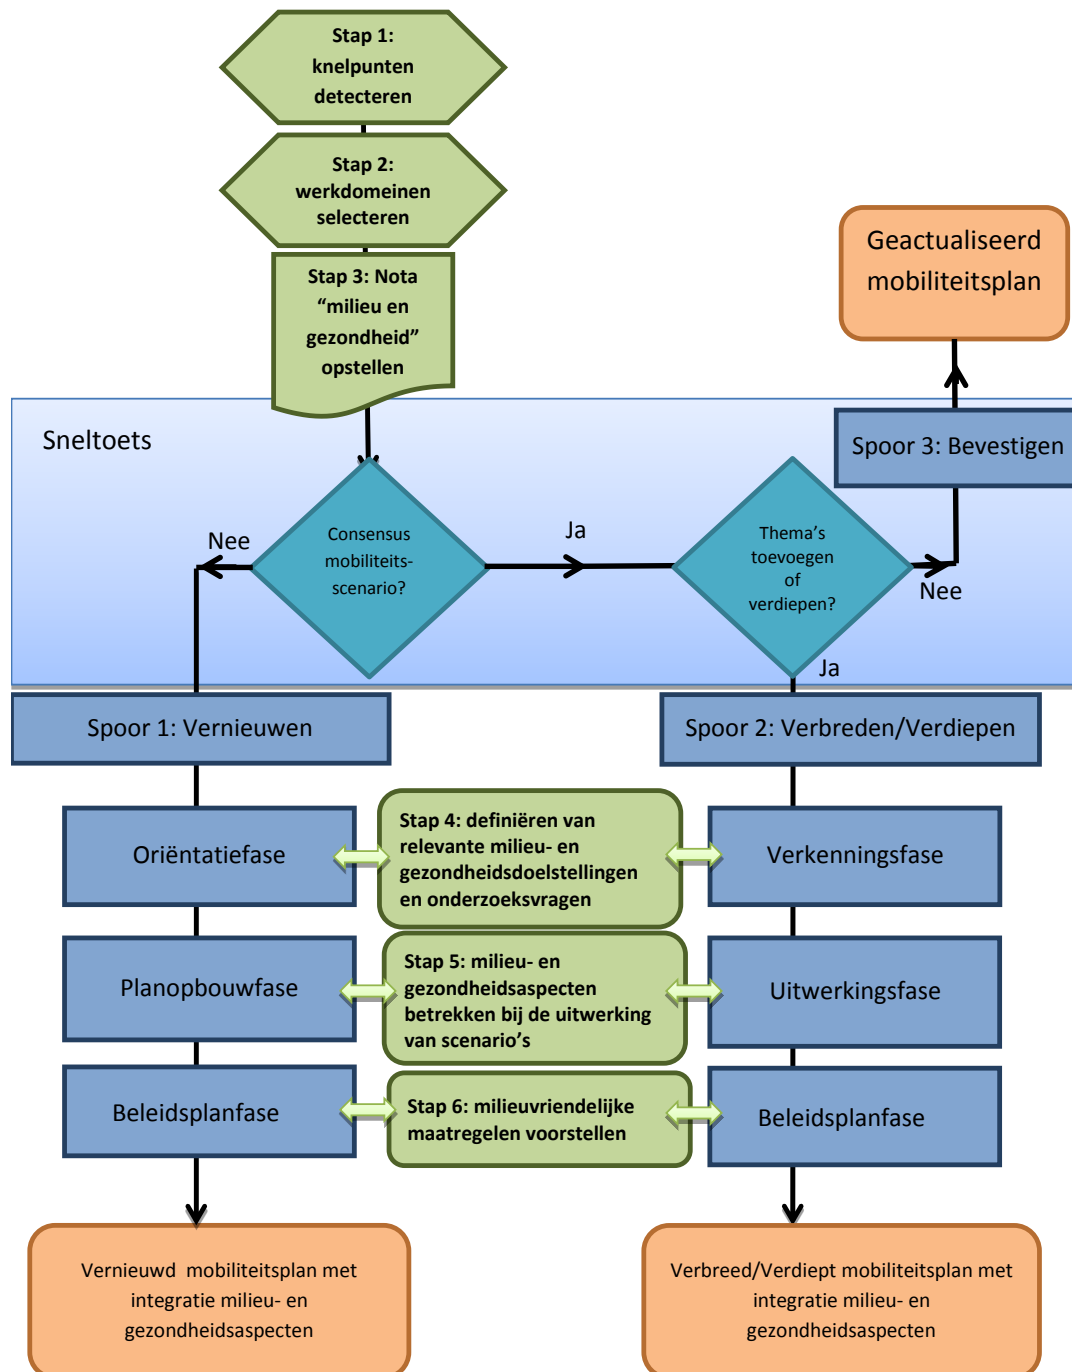 Stap 1:
knelpunten
detecteren
Stap 2:
werkdomeinen
selecteren
Stap 3: Nota
“milieu en
gezondheid”
opstellen
Geactualiseerd
mobiliteitsplan
Sneltoets
Spoor 3: Bevestigen
Nee
Consensus
mobiliteits-
scenario?
Ja
Thema’s
toevoegen
of
verdiepen?
Nee
Ja
Spoor 1: Vernieuwen
Spoor 2: Verbreden/Verdiepen
Oriëntatiefase
Stap 4: definiëren van
relevante milieu- en
gezondheidsdoelstellingen
en onderzoeksvragen
Verkenningsfase
Planopbouwfase
Stap 5: milieu- en
gezondheidsaspecten
betrekken bij de uitwerking
van scenario’s
Uitwerkingsfase
Beleidsplanfase
Stap 6: milieuvriendelijke
maatregelen voorstellen
Beleidsplanfase
Vernieuwd  mobiliteitsplan met
integratie milieu- en
gezondheidsaspecten
Verbreed/Verdiept mobiliteitsplan met
integratie milieu- en
gezondheidsaspecten